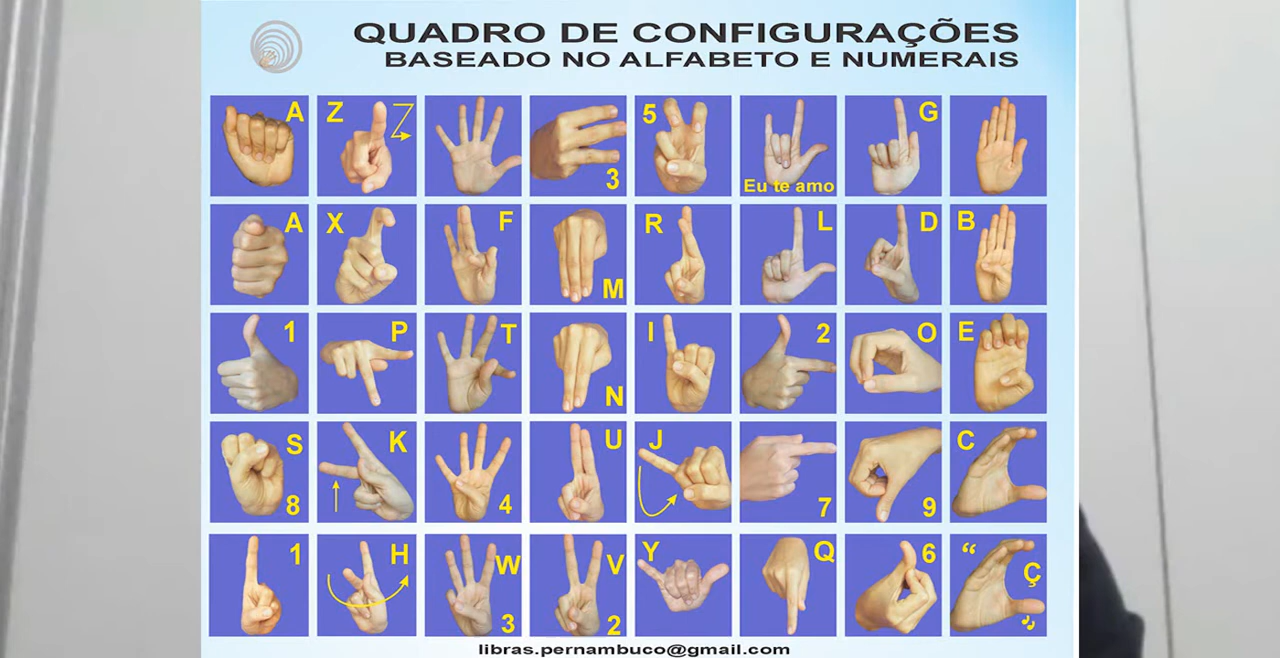 QUADRO DE CONFIGURAÇÕES
BASEADO NO ALFABETO E NUMERAIS
A
Z
3
5
Eu te amo
G
A
X
F
M
R
L
D
B
1
P
T
N
I
2
O
E
S
8
K
4
U
J
7
9
C
1
H
W
3
V
2
Y
Q
6
“
Ç
libras.pernambuco@gmail.com